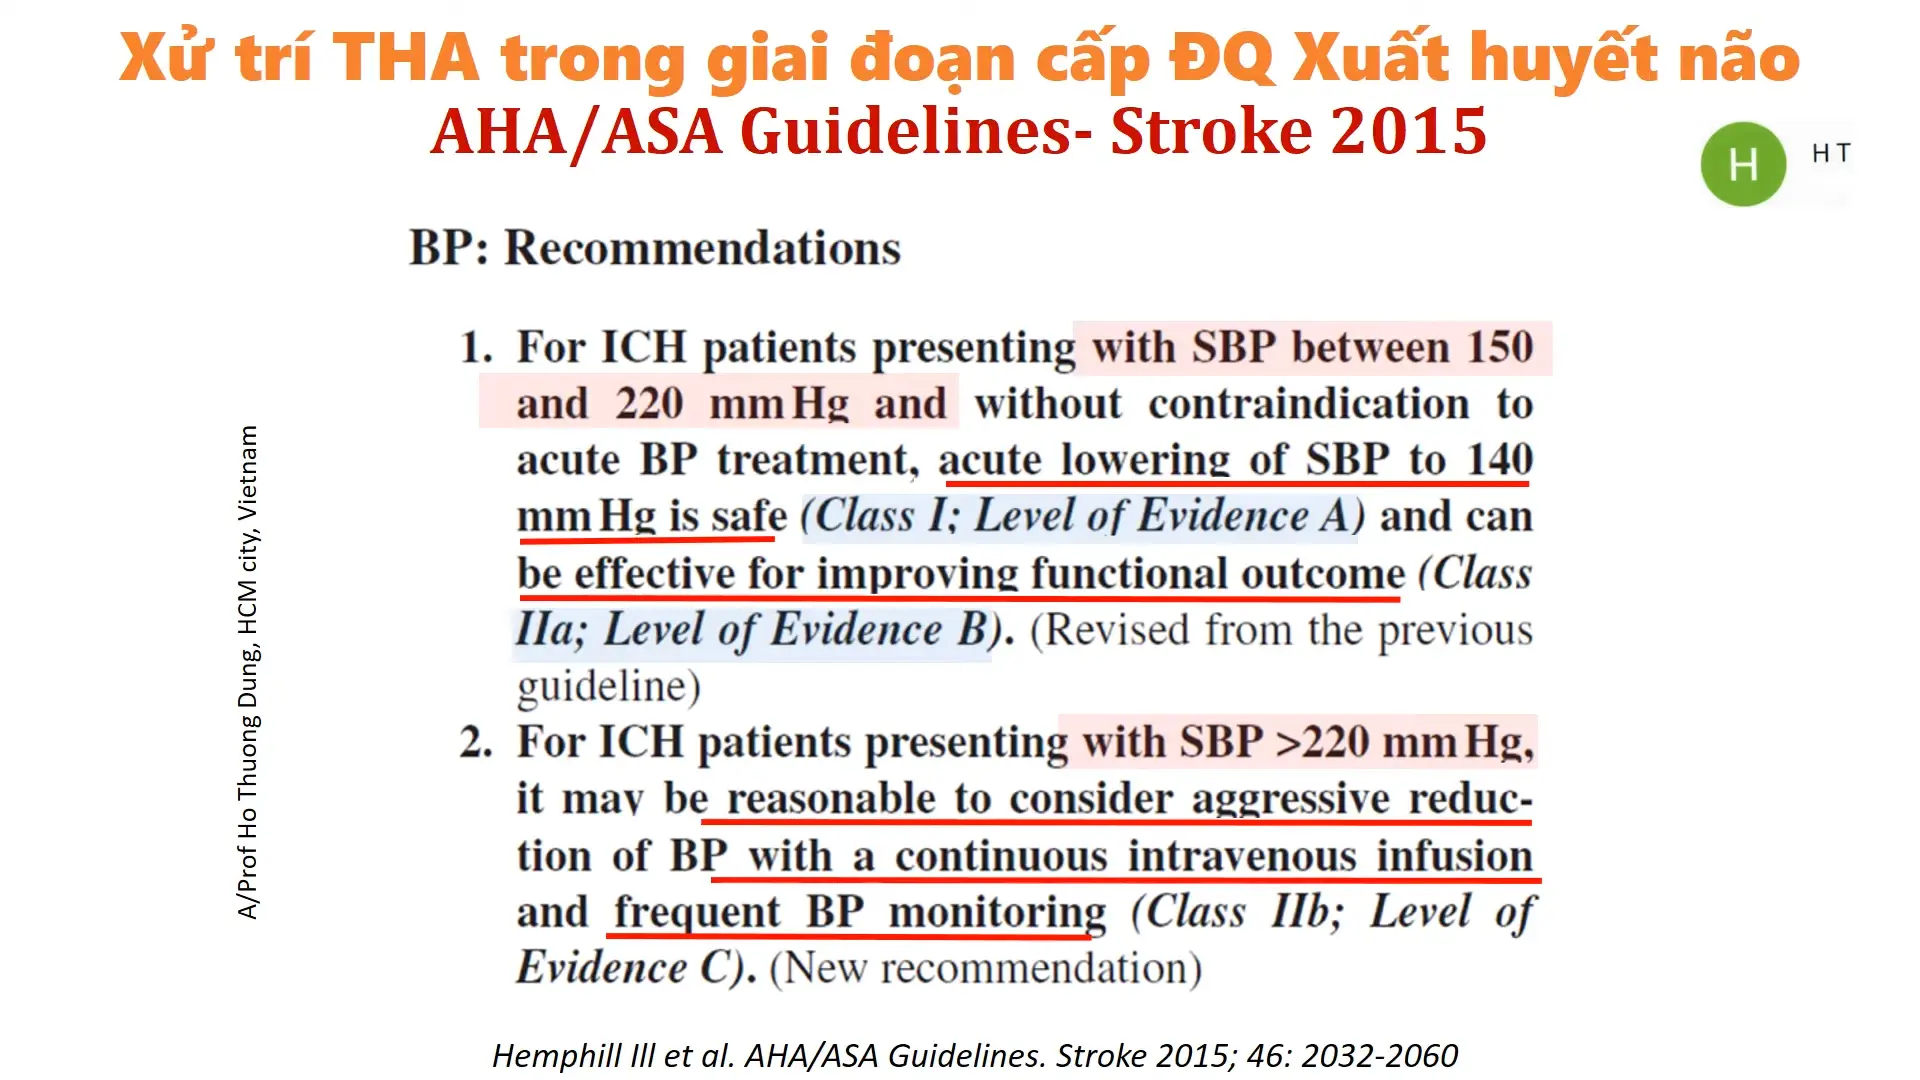 Xử trí THA trong giai đoạn cấp ĐQ Xuất huyết não
AHA/ASA Guidelines- Stroke 2015
H
H T
BP: Recommendations
1. For ICH patients presenting with SBP between 150
and 220 mm Hg and without contraindication to
acute BP treatment, acute lowering of SBP to 140
mm Hg is safe (Class I; Level of Evidence A) and can
be effective for improving functional outcome (Class
IIa; Level of Evidence B). (Revised from the previous
guideline)
2. For ICH patients presenting with SBP >220 mm Hg,
it may be reasonable to consider aggressive reduc-
tion of BP with a continuous intravenous infusion
and frequent BP monitoring (Class IIb; Level of
Evidence C). (New recommendation)
A/Prof Ho Thuong Dung, HCM city, Vietnam
Hemphill Ill et al. AHA/ASA Guidelines. Stroke 2015; 46: 2032-2060